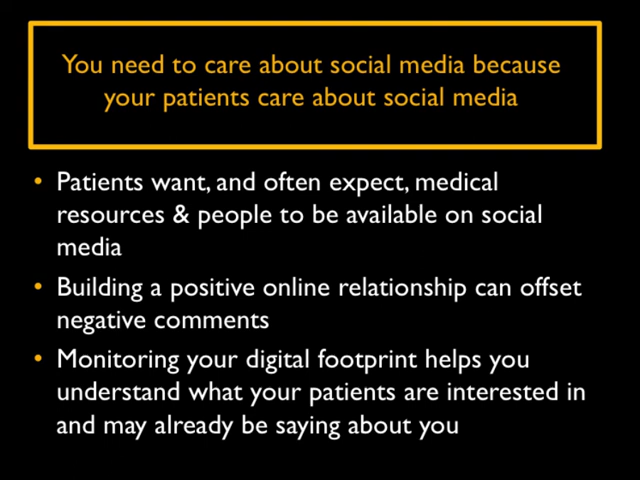 You need to care about social media because
your patients care about social media
• Patients want, and often expect, medical
resources & people to be available on social
media
• Building a positive online relationship can offset
negative comments
• Monitoring your digital footprint helps you
understand what your patients are interested in
and may already be saying about you